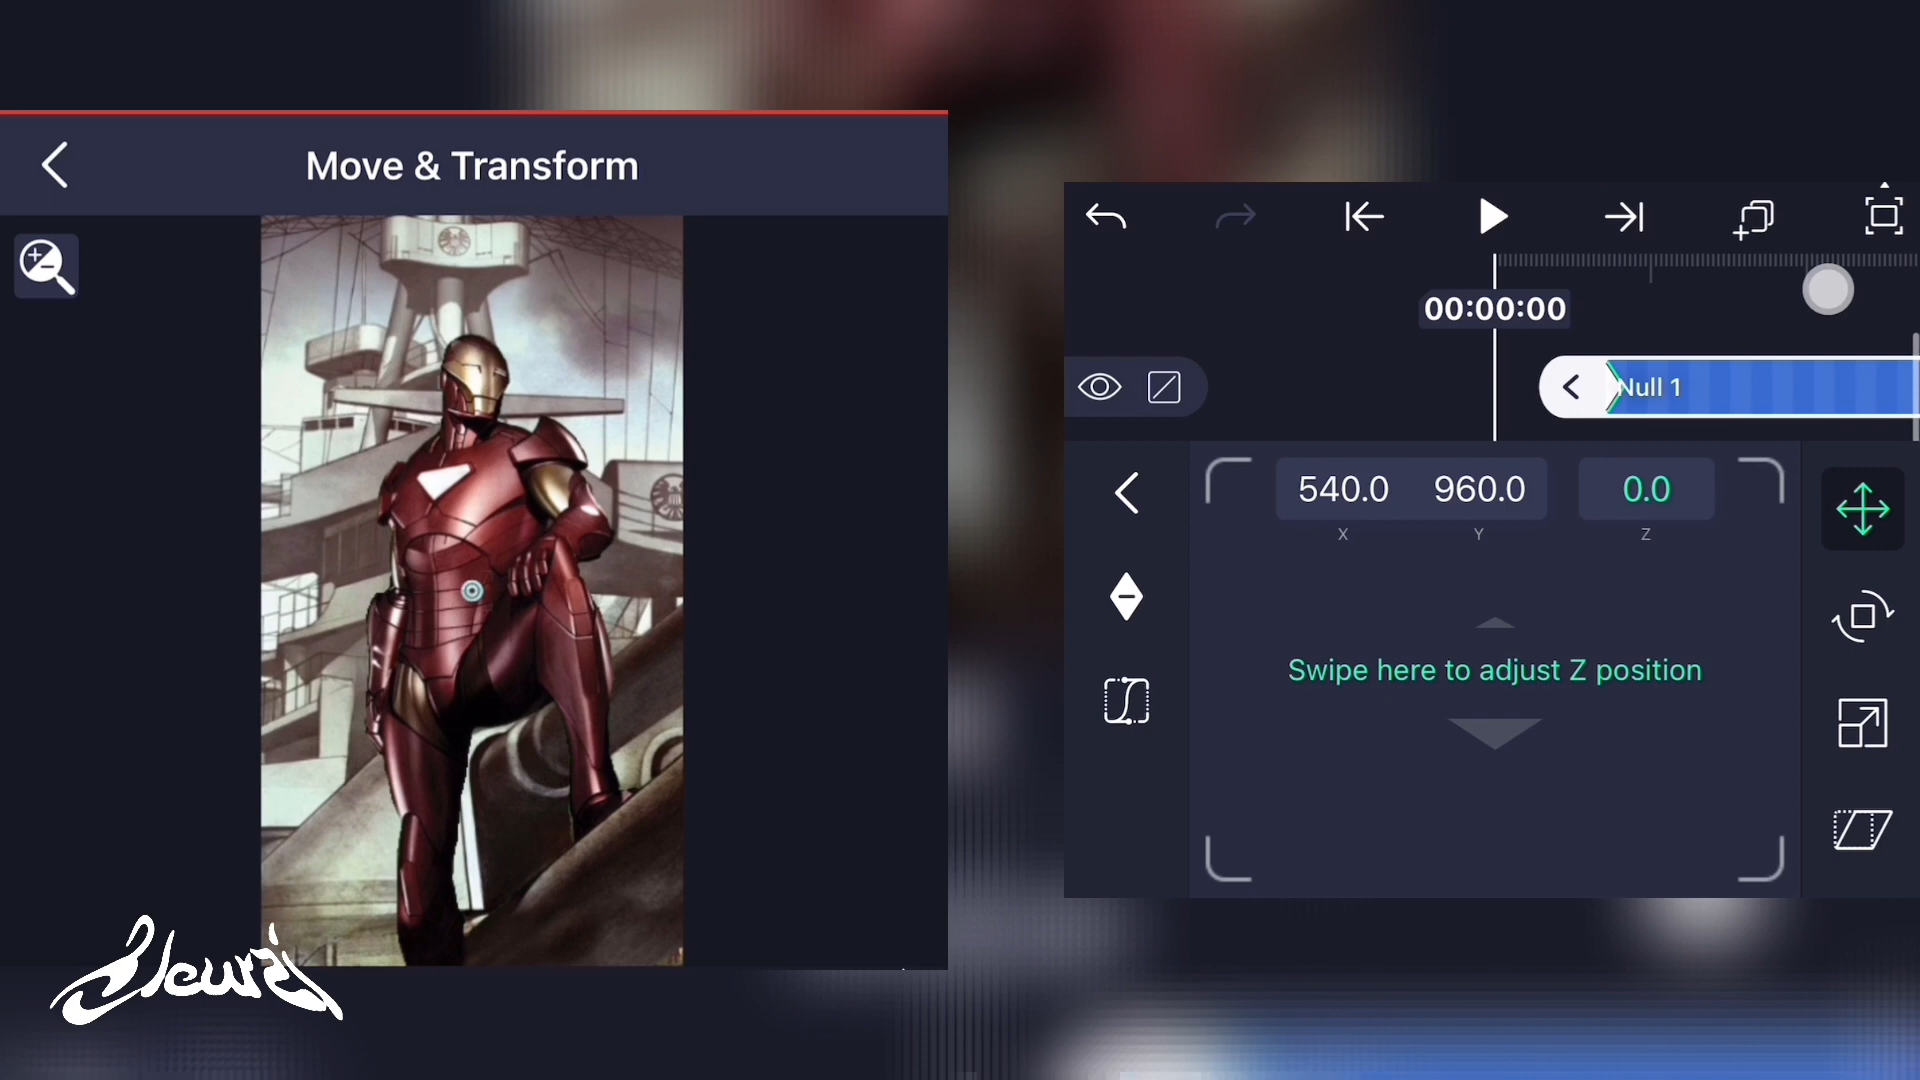 Move & Transform
00:00:00
Null 1
540.0 960.0 0.0
X Y Z
Swipe here to adjust Z position